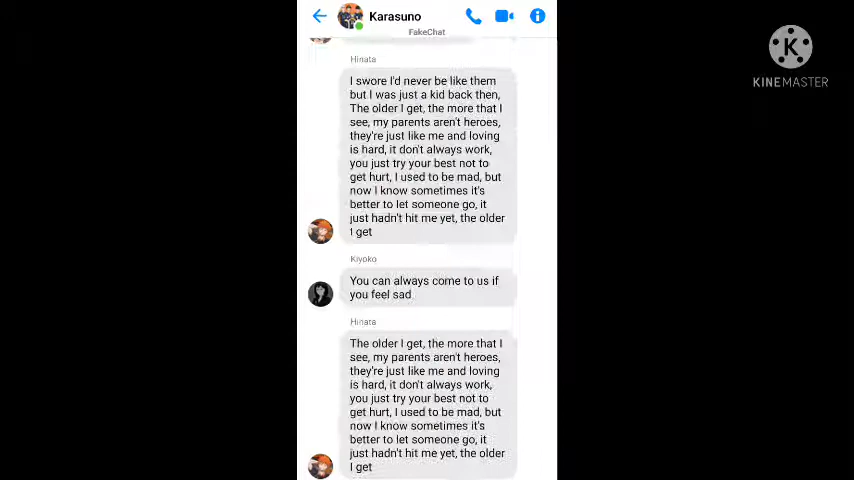 Karasuno
FakeChat
K
KINEMASTER
Hinata
I swore I'd never be like them
but I was just a kid back then,
The older I get, the more that I
see, my parents aren't heroes,
they're just like me and loving
is hard, it don't always work,
you just try your best not to
get hurt, I used to be mad, but
now I know sometimes it's
better to let someone go, it
just hadn't hit me yet, the older
I get
Kiyoko
You can always come to us if
you feel sad
Hinata
The older I get, the more that I
see, my parents aren't heroes,
they're just like me and loving
is hard, it don't always work,
you just try your best not to
get hurt, I used to be mad, but
now I know sometimes it's
better to let someone go, it
just hadn't hit me yet, the older
I get